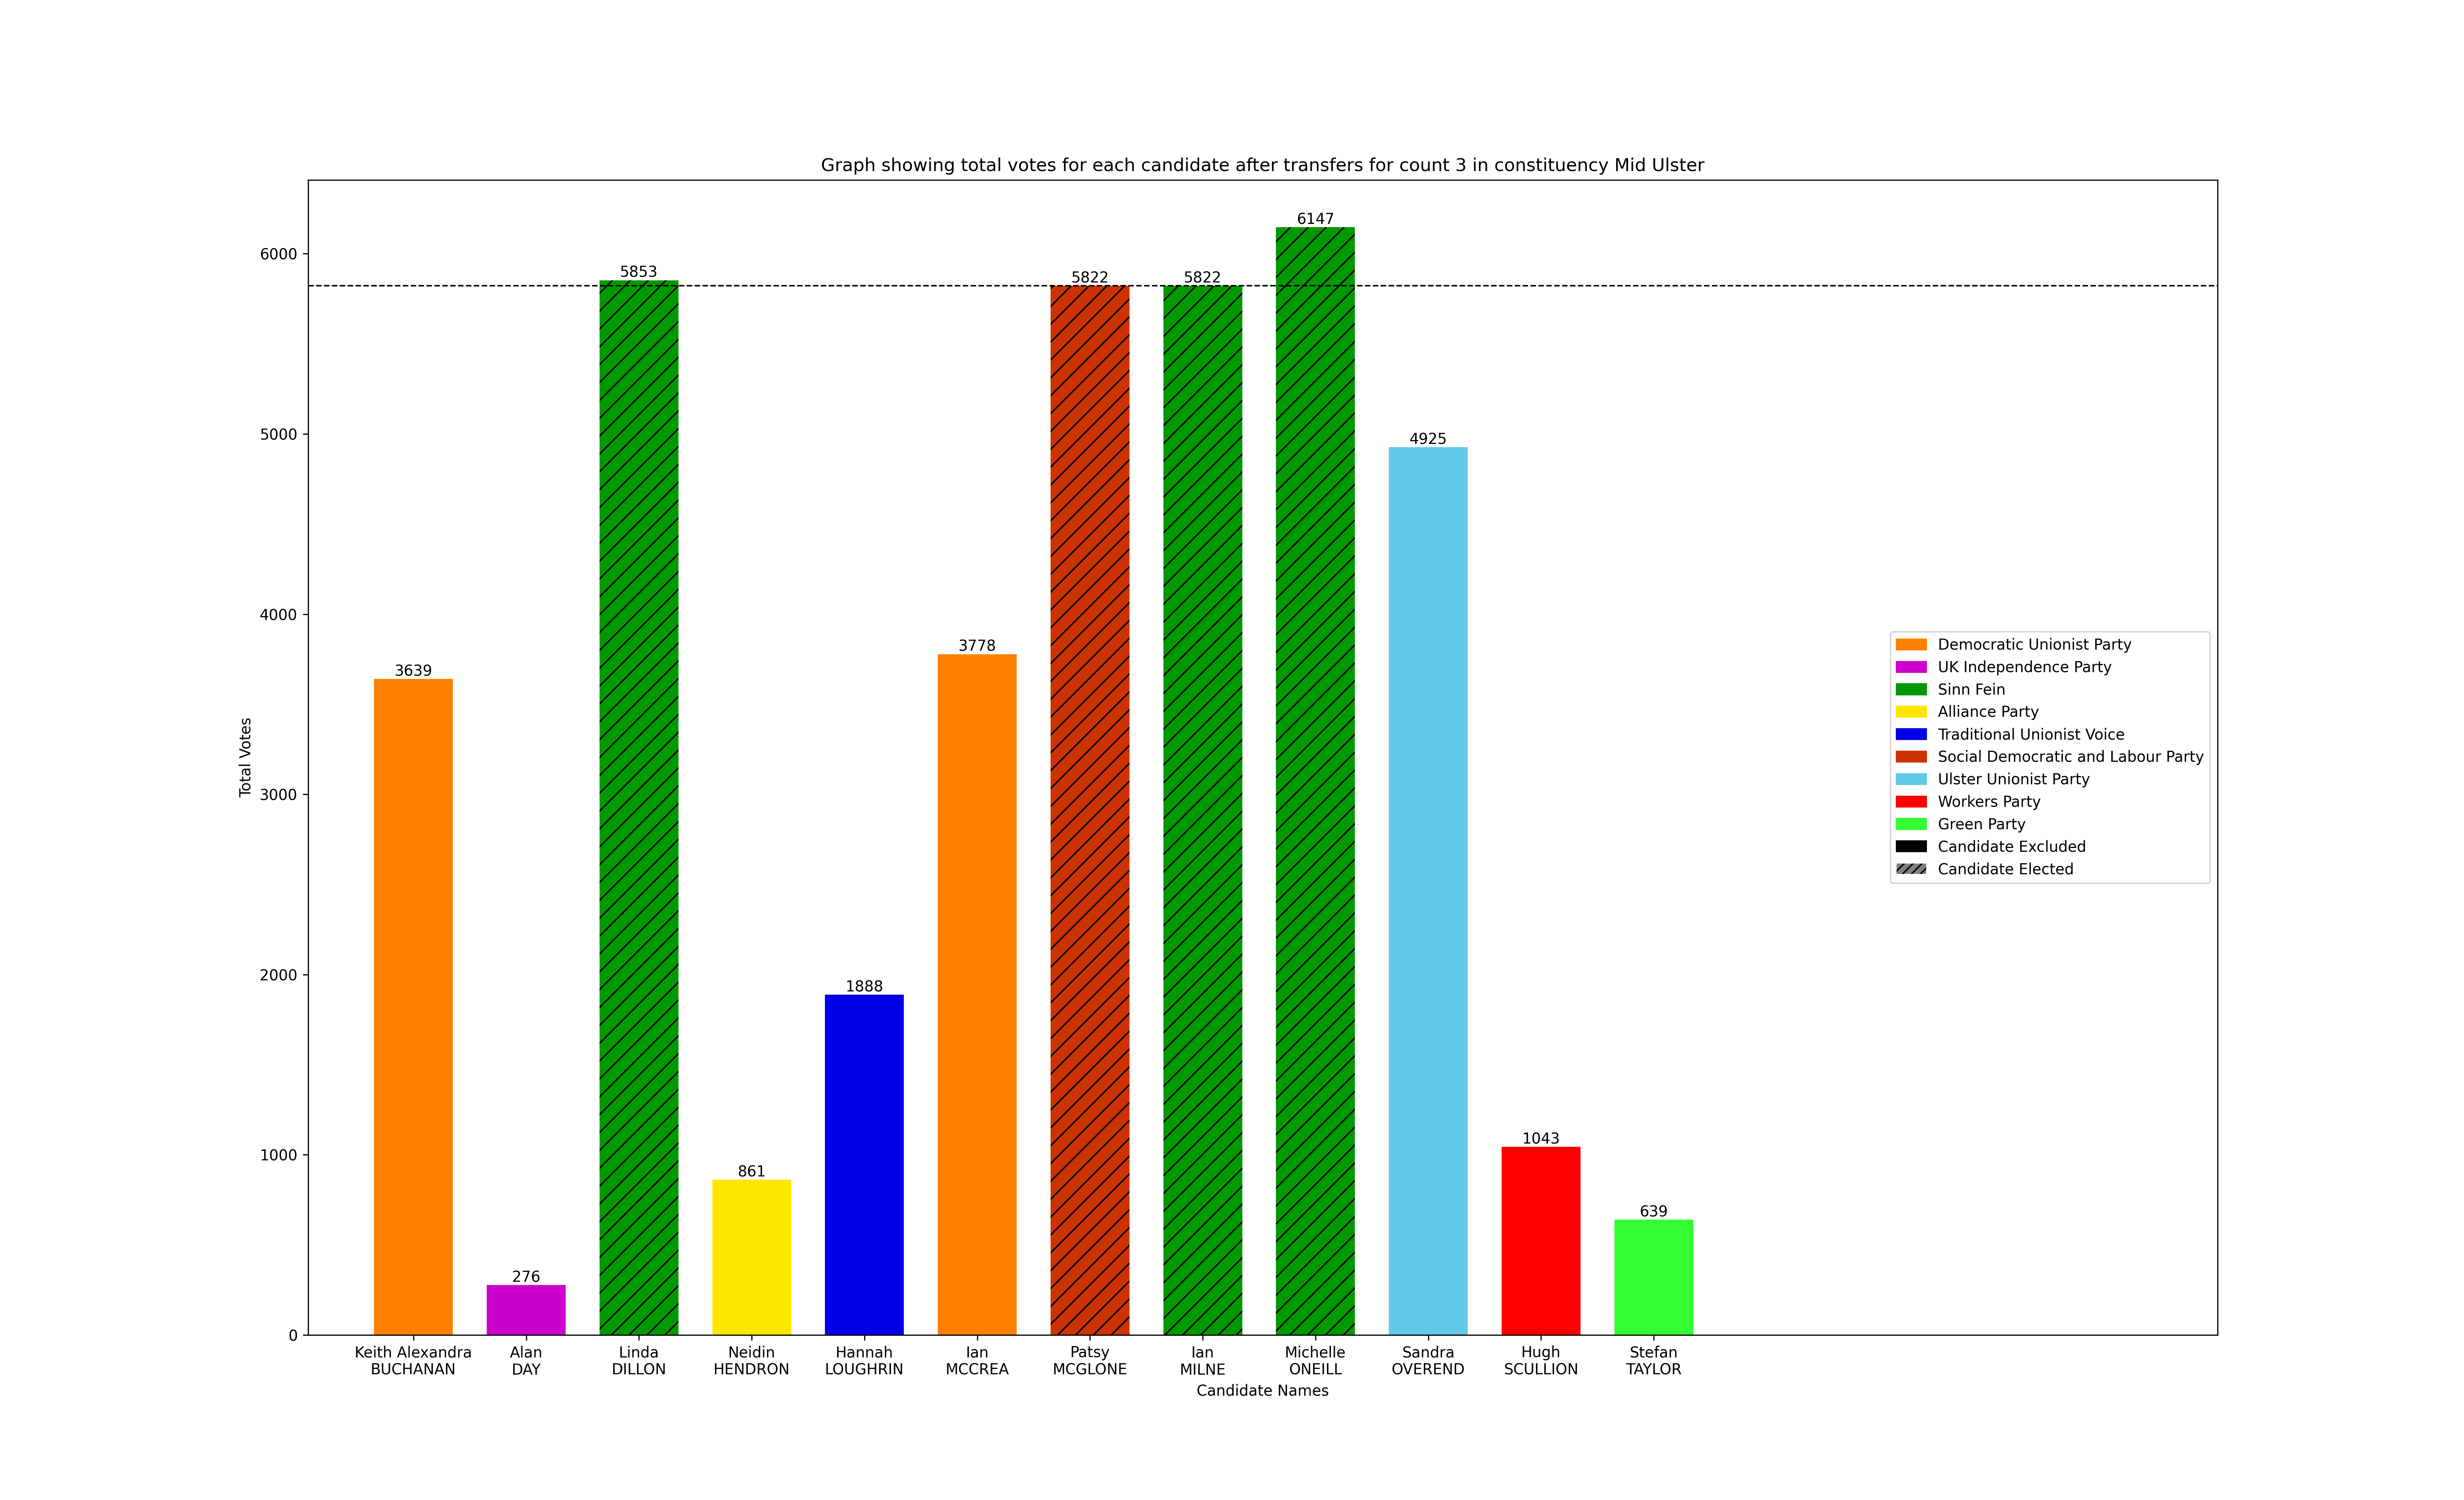 Graph showing total votes for each candidate after transfers for count 3 in constituency Mid Ulster
6147
6000
5853
5822
5822
5000
4925
4000
3778
3639
3000
2000
1888
1000
1043
861
639
276
0
Total Votes
Democratic Unionist Party
UK Independence Party
Sinn Fein
Alliance Party
Traditional Unionist Voice
Social Democratic and Labour Party
Ulster Unionist Party
Workers Party
Green Party
Candidate Excluded
Candidate Elected
Keith Alexandra
BUCHANAN
Alan
DAY
Linda
DILLON
Neidin
HENDRON
Hannah
LOUGHRIN
Ian
MCCREA
Patsy
MCGLONE
Ian
MILNE
Michelle
ONEILL
Sandra
OVEREND
Hugh
SCULLION
Stefan
TAYLOR
Candidate Names